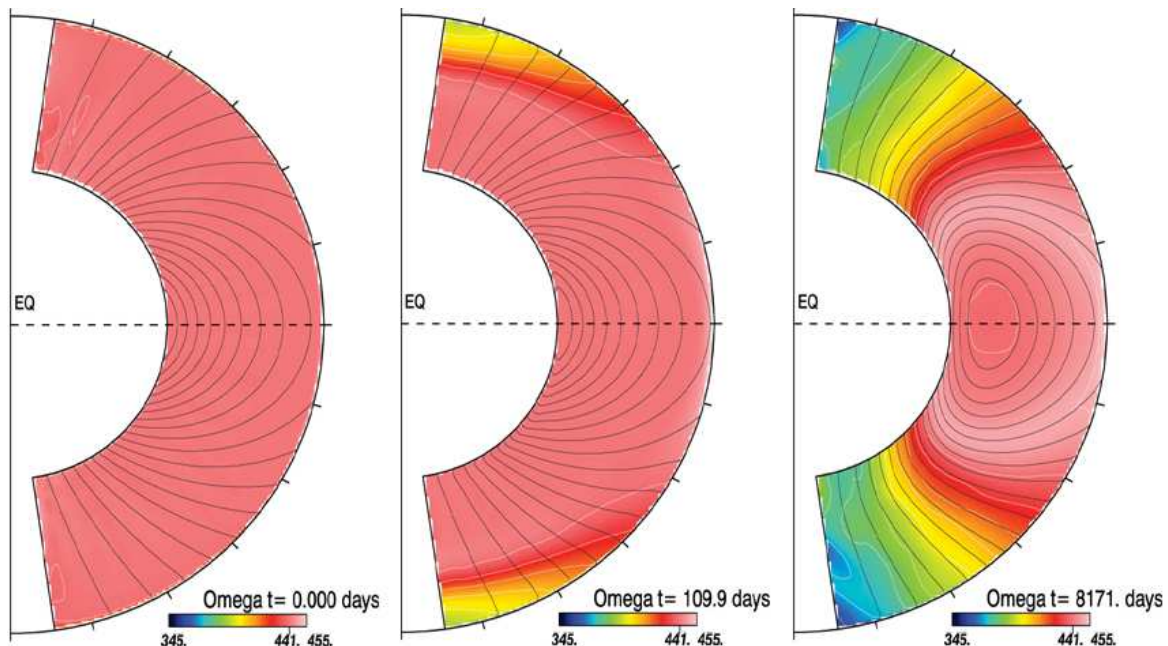 EQ
Omega t= 0.000 days
345. 441. 455.
EQ
Omega t= 109.9 days
345. 441. 455.
EQ
Omega t= 8171. days
345. 441. 455.